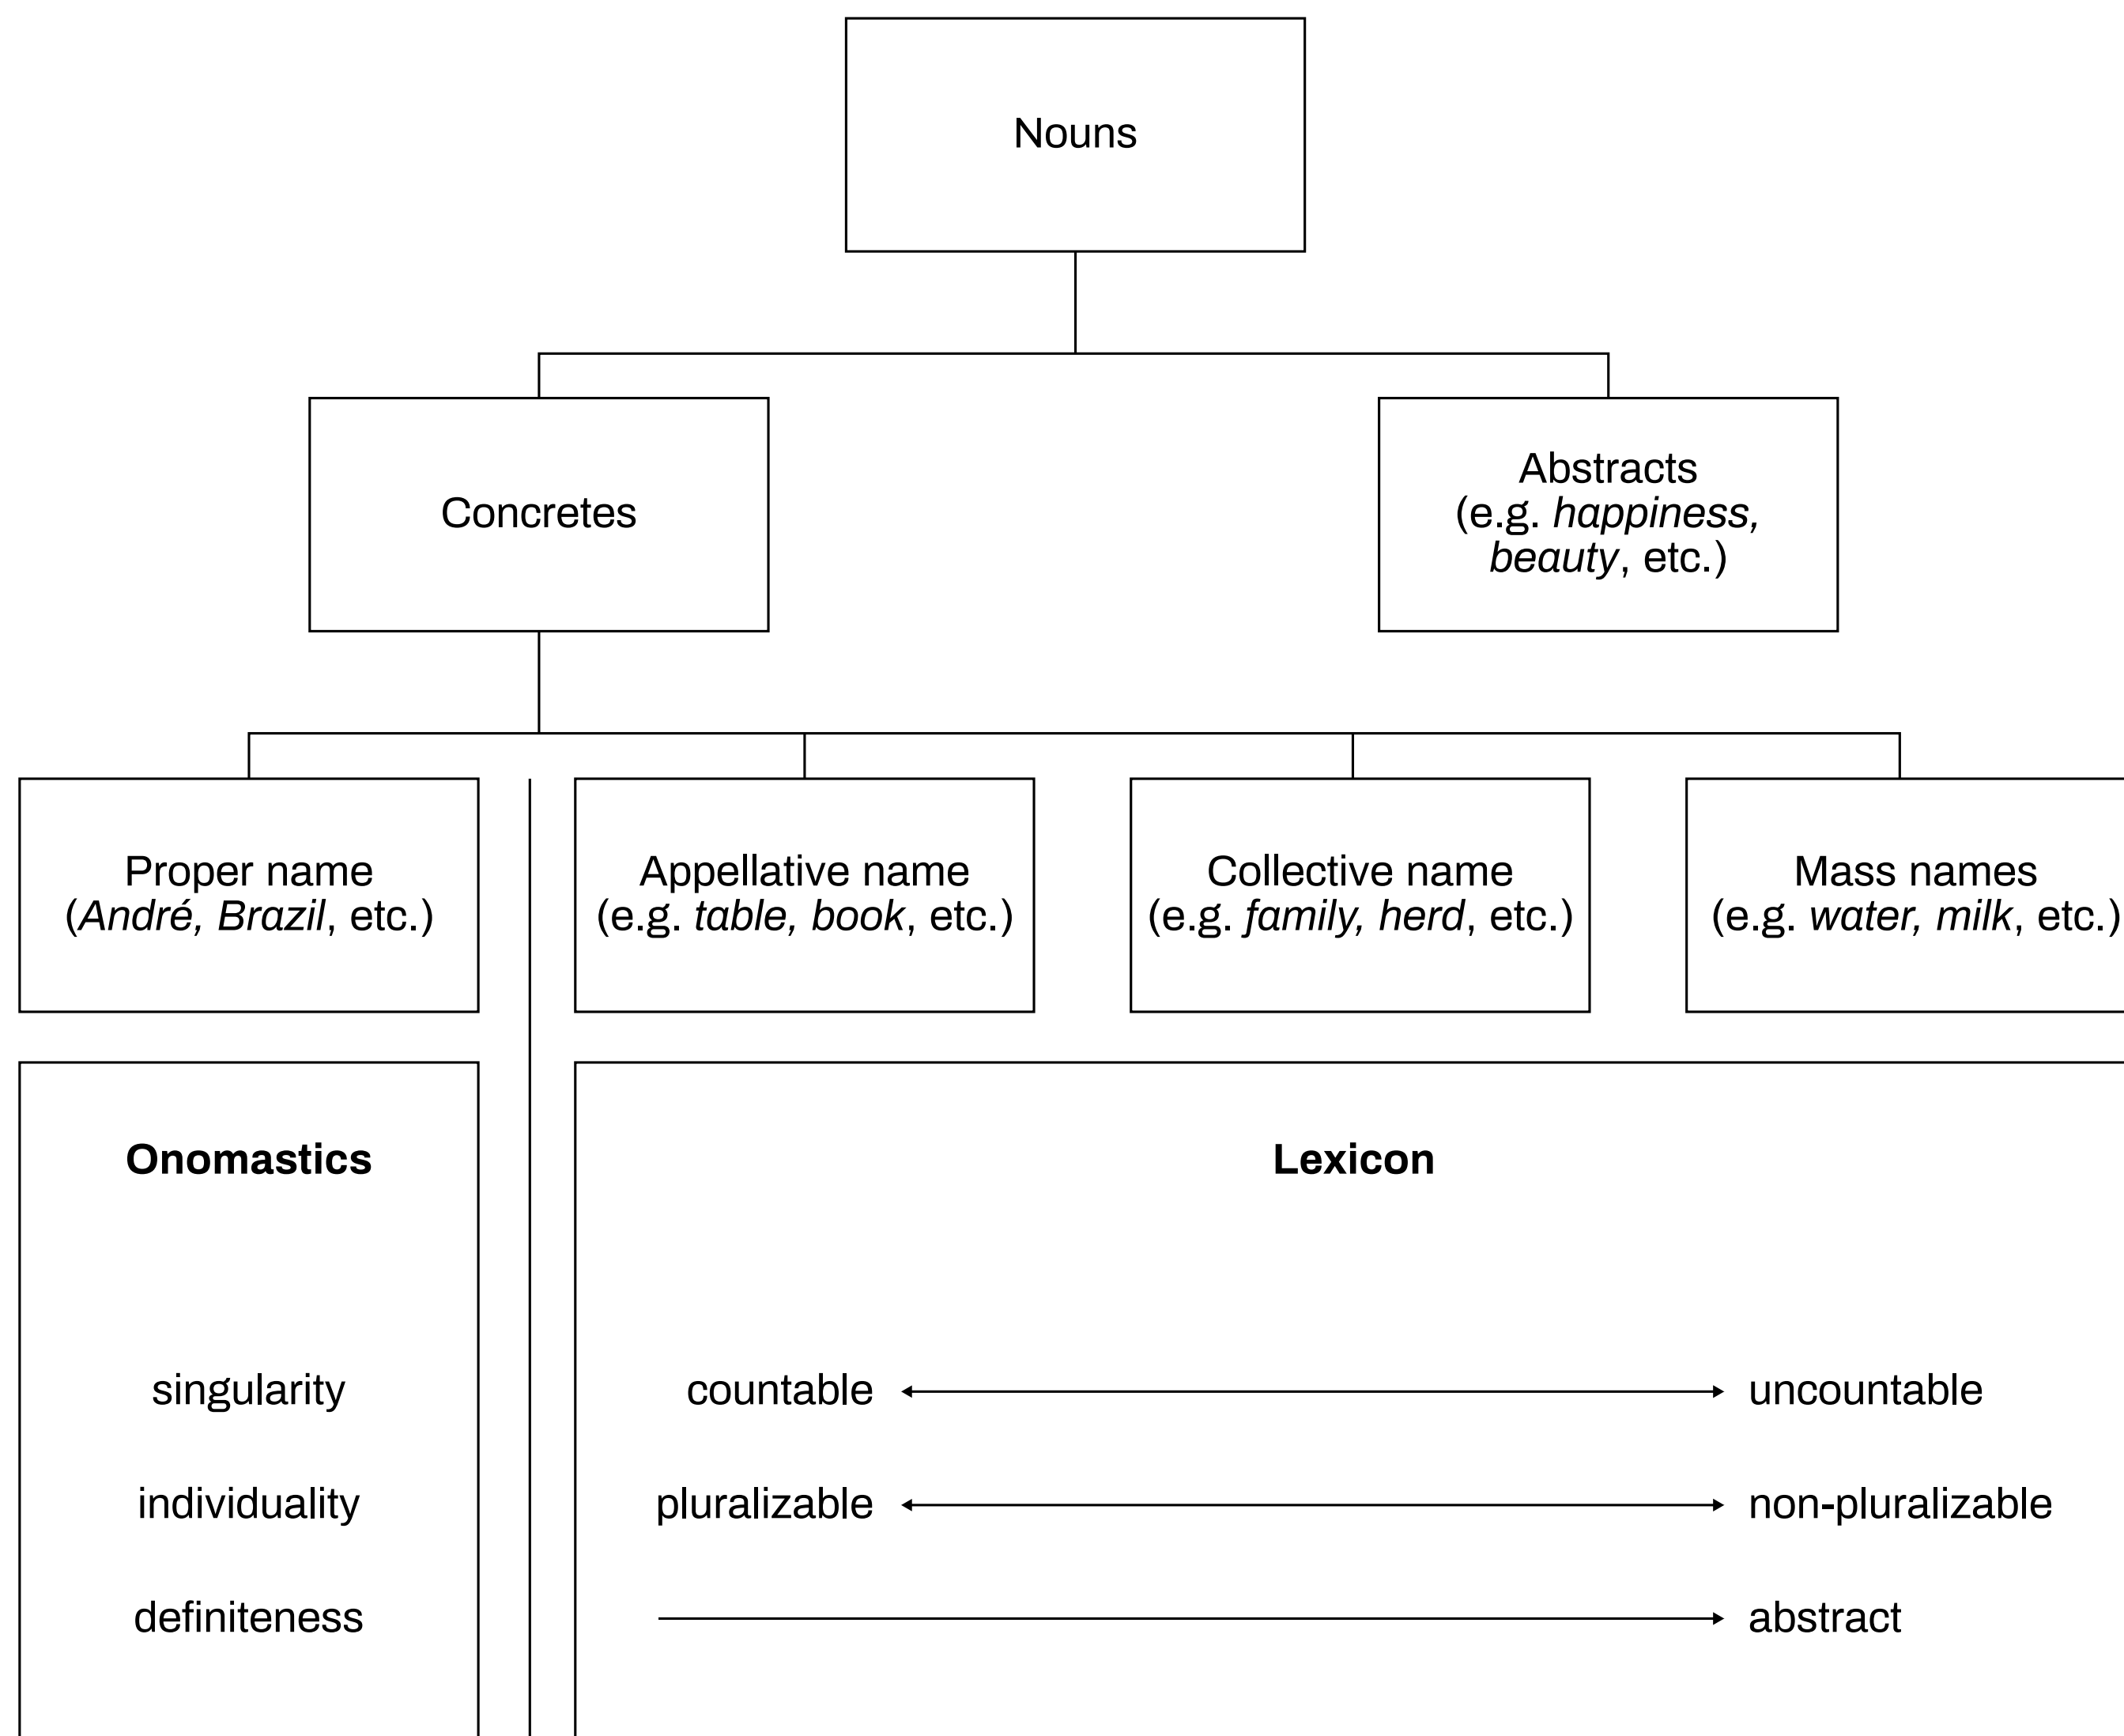 Nouns
Concretes
Abstracts
(e.g. happiness,
beauty, etc.)
Proper name
(André, Brazil, etc.)
Appellative name
(e.g. table, book, etc.)
Collective name
(e.g. family, herd, etc.)
Mass names
(e.g. water, milk, etc.)
Onomastics
singularity
individuality
definiteness
Lexicon
countable
uncountable
pluralizable
non-pluralizable
abstract